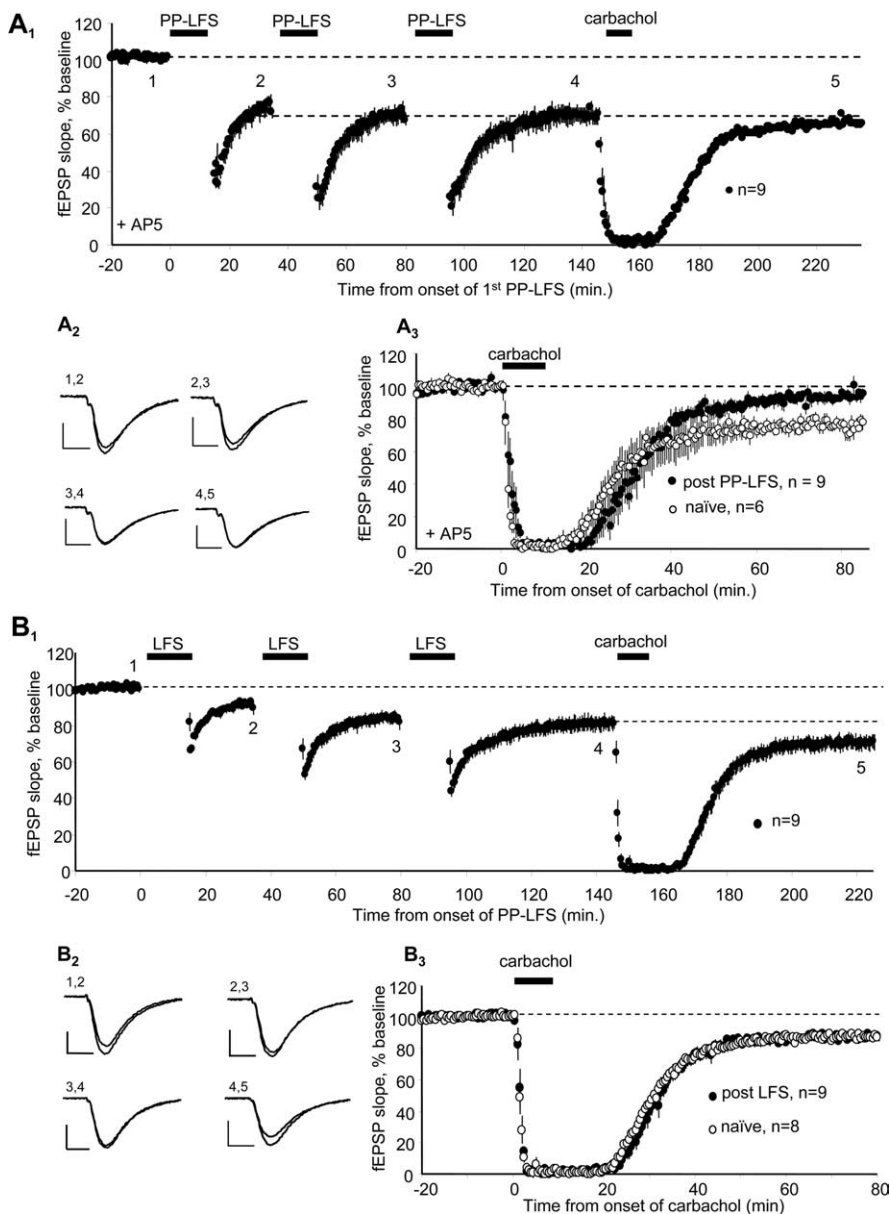 A1
PP-LFS PP-LFS PP-LFS carbachol
fEPSP slope, % baseline
120
100
80
60
40
20
0
1 2 3 4 5
n=9
+ AP5
-20 0 20 40 60 80 100 120 140 160 180 200 220
Time from onset of 1st PP-LFS (min.)
A2
1,2 2,3
3,4 4,5
A3
carbachol
fEPSP slope, % baseline
120
100
80
60
40
20
0
post PP-LFS, n = 9
naïve, n=6
+ AP5
-20 0 20 40 60 80
Time from onset of carbachol (min.)
B1
LFS LFS LFS carbachol
fEPSP slope, % baseline
120
100
80
60
40
20
0
1 2 3 4 5
n=9
-20 0 20 40 60 80 100 120 140 160 180 200 220
Time from onset of PP-LFS (min.)
B2
1,2 2,3
3,4 4,5
B3
carbachol
fEPSP slope, % baseline
120
100
80
60
40
20
0
post LFS, n=9
naïve, n=8
-20 0 20 40 60 80
Time from onset of carbachol (min)